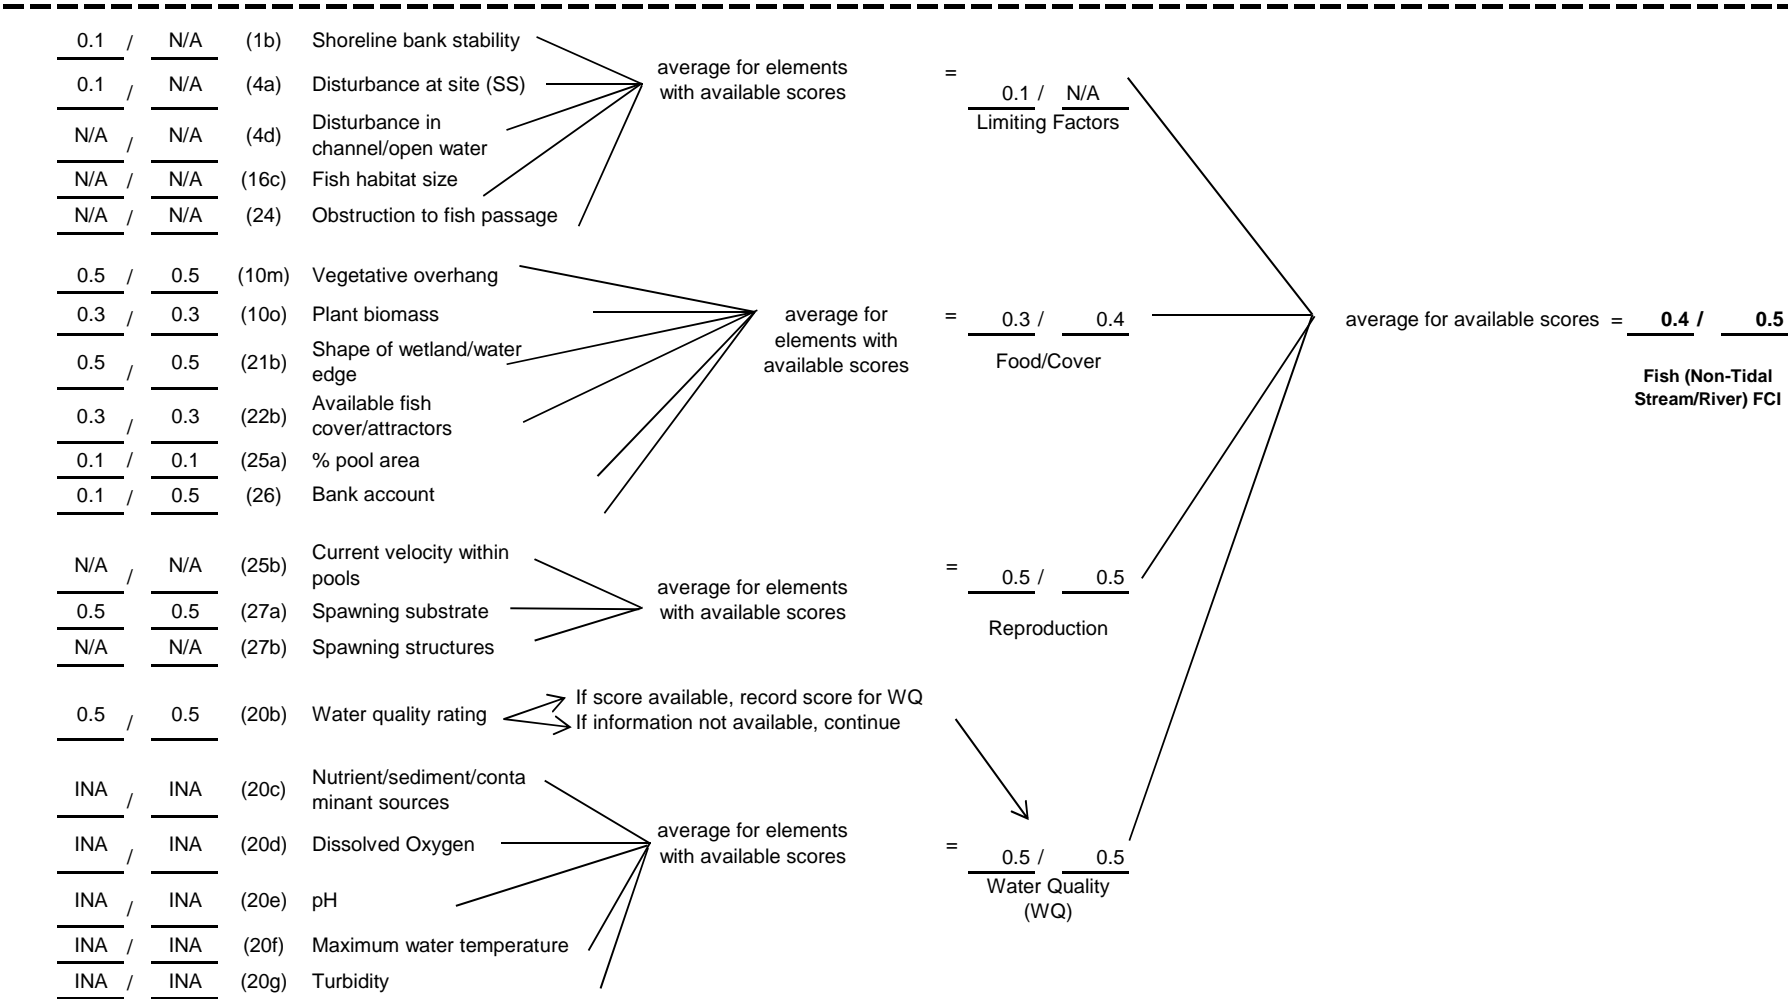 0.1 / N/A (1b) Shoreline bank stability
0.1 / N/A (4a) Disturbance at site (SS)
N/A / N/A (4d) Disturbance in
channel/open water
N/A / N/A (16c) Fish habitat size
N/A / N/A (24) Obstruction to fish passage
average for elements
with available scores
=
0.1 / N/A
Limiting Factors
0.5 / 0.5 (10m) Vegetative overhang
0.3 / 0.3 (10o) Plant biomass
0.5 / 0.5 (21b) Shape of wetland/water
edge
0.3 / 0.3 (22b) Available fish
cover/attractors
0.1 / 0.1 (25a) % pool area
0.1 / 0.5 (26) Bank account
average for
elements with
available scores
= 0.3 / 0.4
Food/Cover
average for available scores = 0.4 / 0.5
Fish (Non-Tidal
Stream/River) FCI
N/A / N/A (25b) Current velocity within
pools
0.5 / 0.5 (27a) Spawning substrate
N/A / N/A (27b) Spawning structures
average for elements
with available scores
=
0.5 / 0.5
Reproduction
0.5 / 0.5 (20b) Water quality rating
If score available, record score for WQ
If information not available, continue
INA / INA (20c) Nutrient/sediment/conta
minant sources
INA / INA (20d) Dissolved Oxygen
INA / INA (20e) pH
INA / INA (20f) Maximum water temperature
INA / INA (20g) Turbidity
average for elements
with available scores
=
0.5 / 0.5
Water Quality
(WQ)